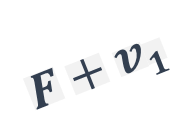 F + v₁